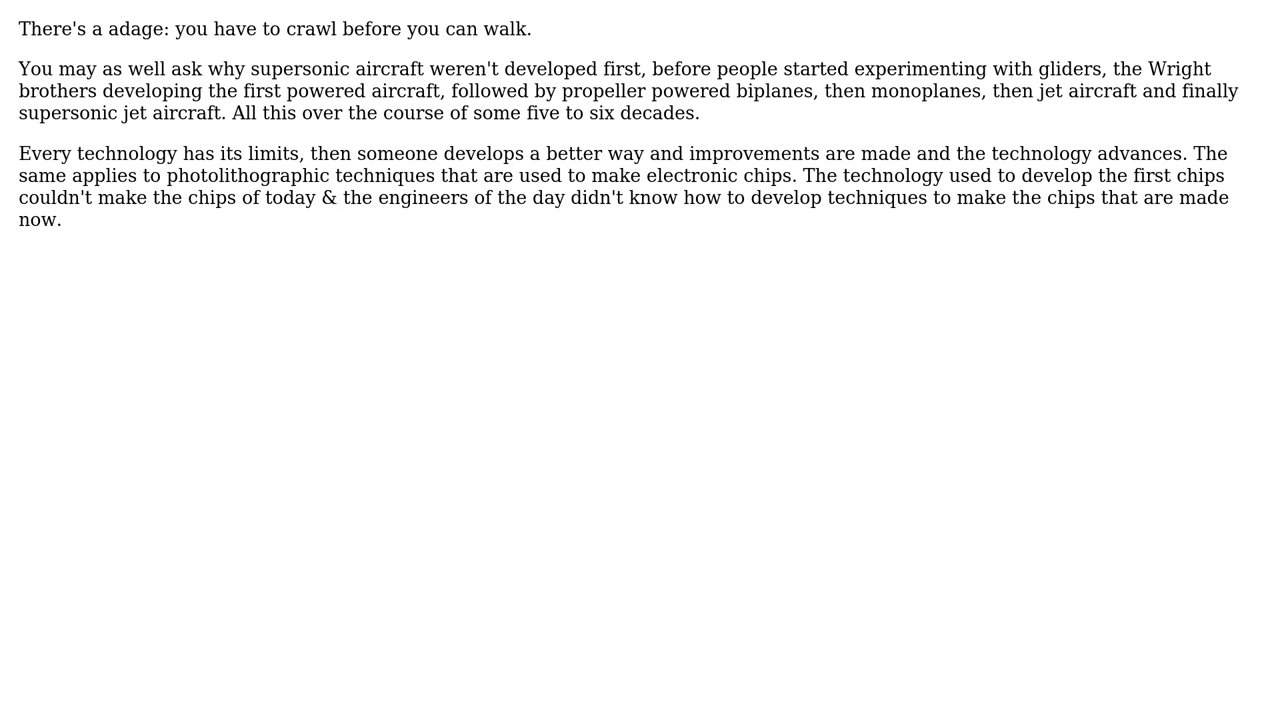 There's a adage: you have to crawl before you can walk.
You may as well ask why supersonic aircraft weren't developed first, before people started experimenting with gliders, the Wright
brothers developing the first powered aircraft, followed by propeller powered biplanes, then monoplanes, then jet aircraft and finally
supersonic jet aircraft. All this over the course of some five to six decades.
Every technology has its limits, then someone develops a better way and improvements are made and the technology advances. The
same applies to photolithographic techniques that are used to make electronic chips. The technology used to develop the first chips
couldn't make the chips of today & the engineers of the day didn't know how to develop techniques to make the chips that are made
now.